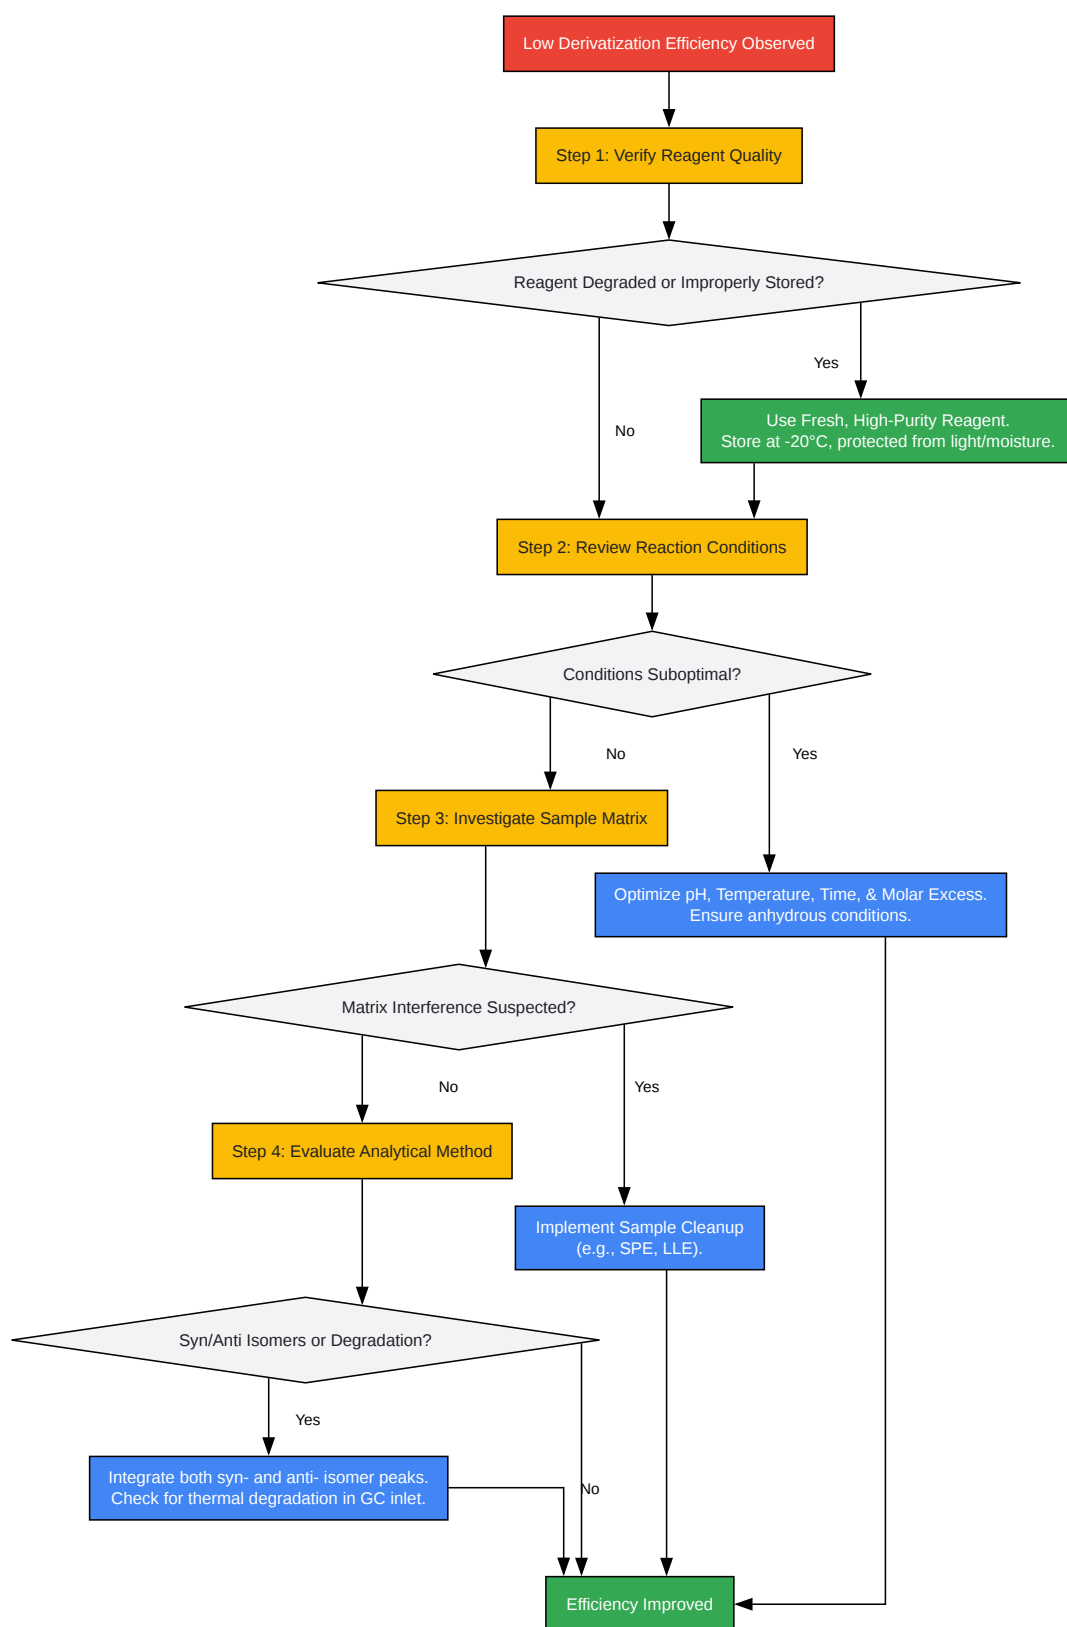 Low Derivatization Efficiency Observed
Step 1: Verify Reagent Quality
Reagent Degraded or Improperly Stored?
Yes
Use Fresh, High-Purity Reagent.
Store at -20°C, protected from light/moisture.
No
Step 2: Review Reaction Conditions
Conditions Suboptimal?
No
Yes
Step 3: Investigate Sample Matrix
Optimize pH, Temperature, Time, & Molar Excess.
Ensure anhydrous conditions.
Matrix Interference Suspected?
No
Yes
Step 4: Evaluate Analytical Method
Implement Sample Cleanup
(e.g., SPE, LLE).
Syn/Anti Isomers or Degradation?
Yes
Integrate both syn- and anti- isomer peaks.
Check for thermal degradation in GC inlet.
No
Efficiency Improved